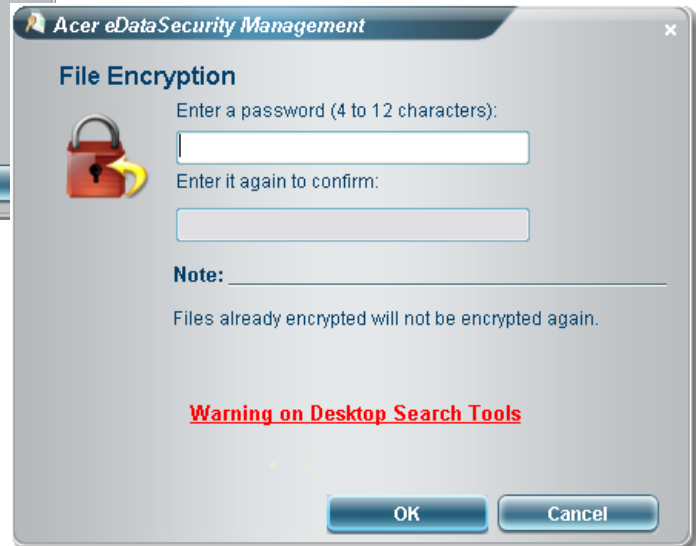 Acer eDataSecurity Management
File Encryption
Enter a password (4 to 12 characters):
Enter it again to confirm:
Note:
Files already encrypted will not be encrypted again.
Warning on Desktop Search Tools
OK
Cancel